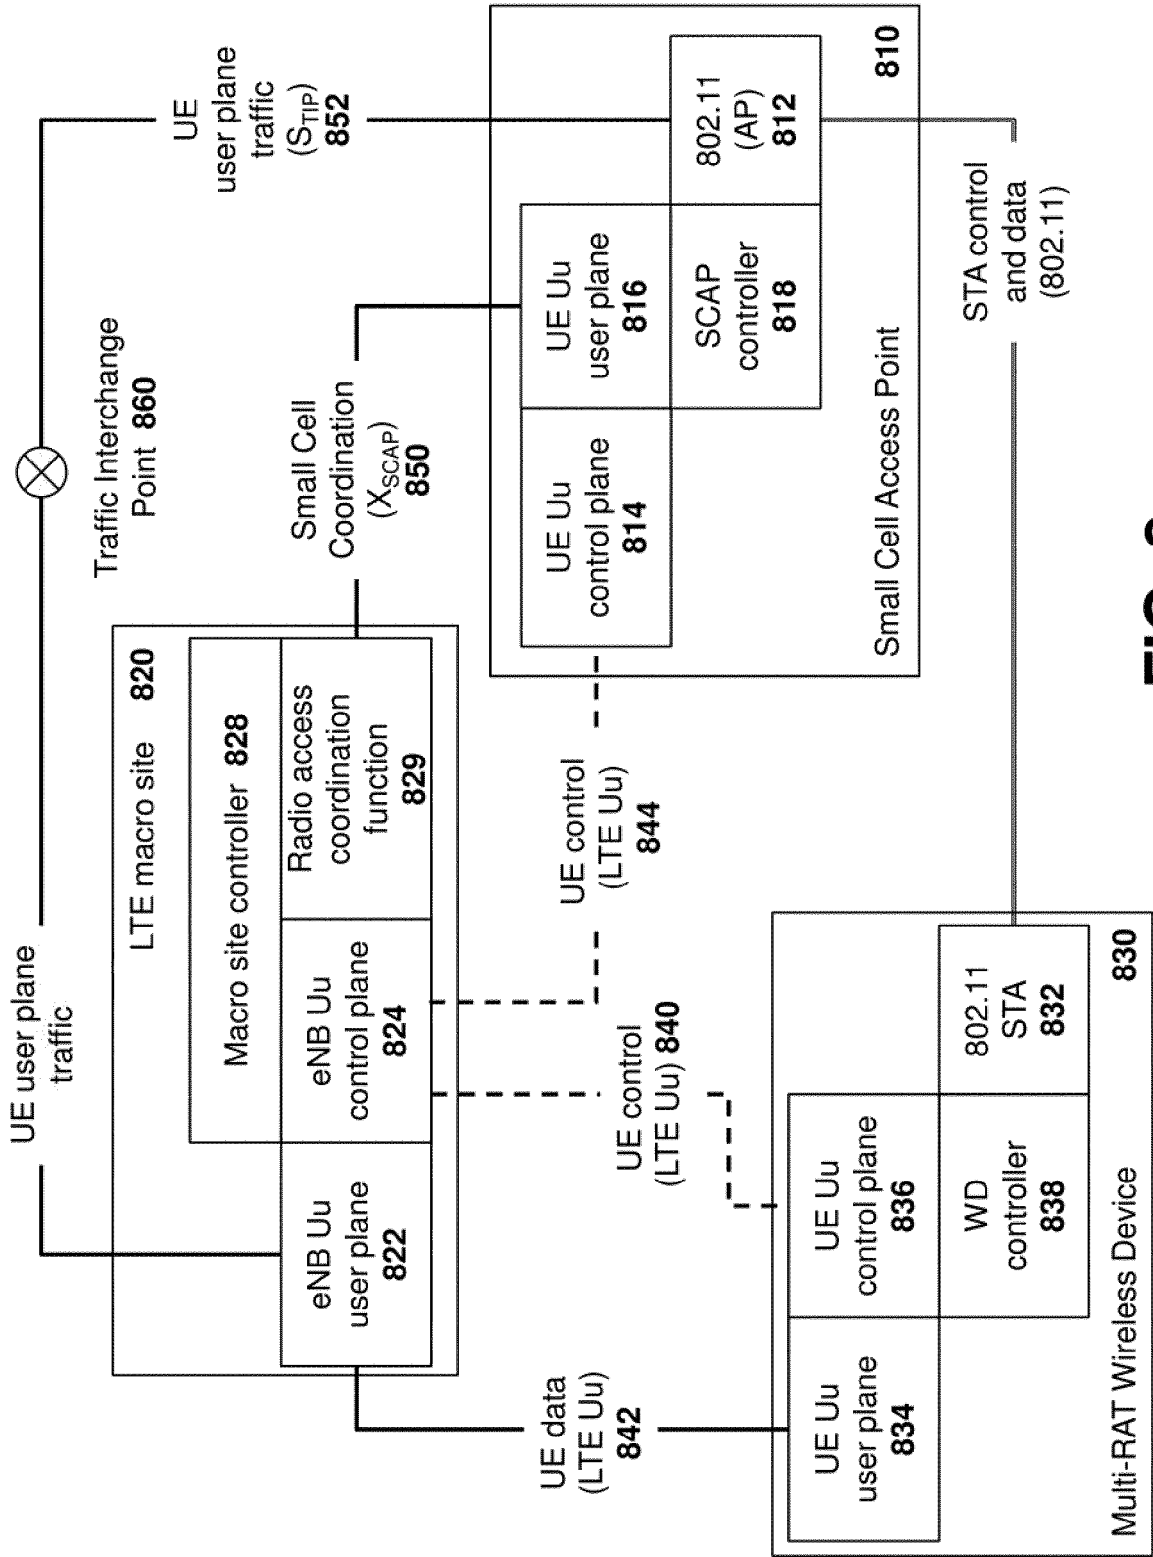 UE user plane
traffic
Traffic Interchange
Point 860
UE
user plane
traffic
(STIP)
852
LTE macro site 820
Macro site controller 828
eNB Uu
user plane
822
eNB Uu
control plane
824
Radio access
coordination
function
829
Small Cell
Coordination
(XSCAP)
850
UE Uu
control plane
814
UE Uu
user plane
816
SCAP
controller
818
802.11
(AP)
812
Small Cell Access Point
810
UE data
(LTE Uu)
842
UE control
(LTE Uu) 840
UE control
(LTE Uu)
844
STA control
and data
(802.11)
UE Uu
user plane
834
UE Uu
control plane
836
WD
controller
838
802.11
STA
832
Multi-RAT Wireless Device
830